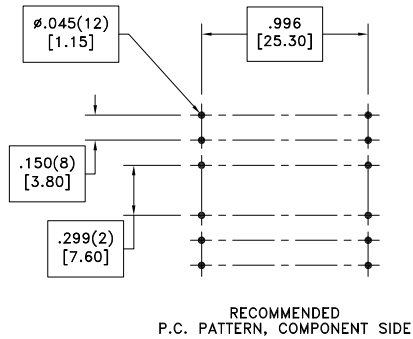 ø.045(12)
[1.15]
.996
[25.30]
.150(8)
[3.80]
.299(2)
[7.60]
RECOMMENDED
P.C. PATTERN, COMPONENT SIDE